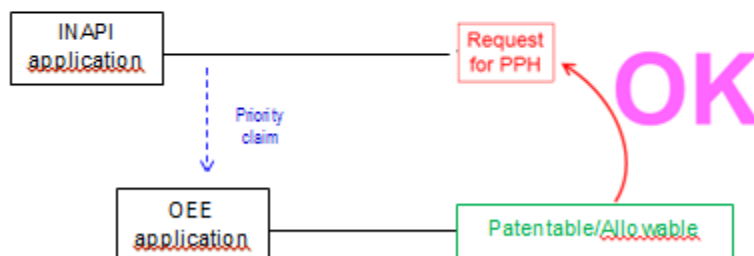 INAPI
application
Request
for PPH
OK
Priority
claim
OEE
application
Patentable/Allowable